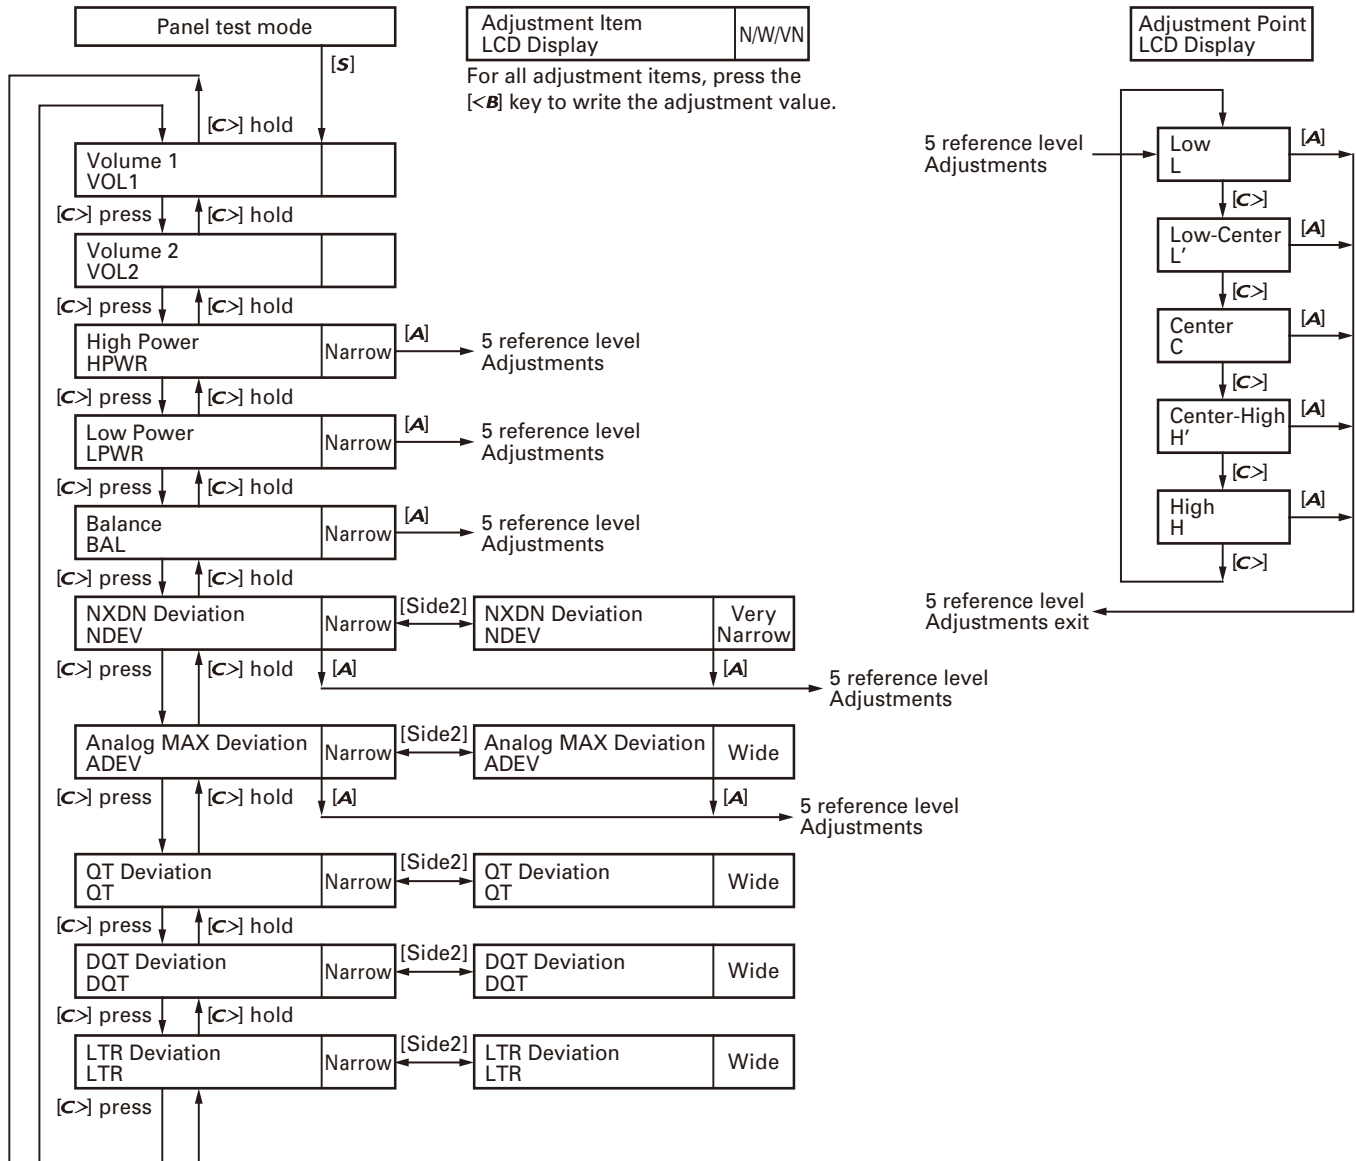 Panel test mode
[S]
Adjustment Item
LCD Display
N/W/VN
For all adjustment items, press the
[<B] key to write the adjustment value.
Adjustment Point
LCD Display
[C>] hold
Volume 1
VOL1
[C>] press
[C>] hold
Volume 2
VOL2
[C>] press
[C>] hold
High Power
HPWR
Narrow
[A]
5 reference level
Adjustments
[C>] press
[C>] hold
Low Power
LPWR
Narrow
[A]
5 reference level
Adjustments
[C>] press
[C>] hold
Balance
BAL
Narrow
[A]
5 reference level
Adjustments
[C>] press
[C>] hold
NXDN Deviation
NDEV
Narrow
[Side2]
NXDN Deviation
NDEV
Very
Narrow
[C>] press
[C>] hold
[A]
[A]
5 reference level
Adjustments
Analog MAX Deviation
ADEV
Narrow
[Side2]
Analog MAX Deviation
ADEV
Wide
[C>] press
[C>] hold
[A]
[A]
5 reference level
Adjustments
QT Deviation
QT
Narrow
[Side2]
QT Deviation
QT
Wide
[C>] press
[C>] hold
DQT Deviation
DQT
Narrow
[Side2]
DQT Deviation
DQT
Wide
[C>] press
[C>] hold
LTR Deviation
LTR
Narrow
[Side2]
LTR Deviation
LTR
Wide
[C>] press
5 reference level
Adjustments
Low
L
[A]
[C>]
Low-Center
L′
[A]
[C>]
Center
C
[A]
[C>]
Center-High
H′
[A]
[C>]
High
H
[A]
[C>]
5 reference level
Adjustments exit